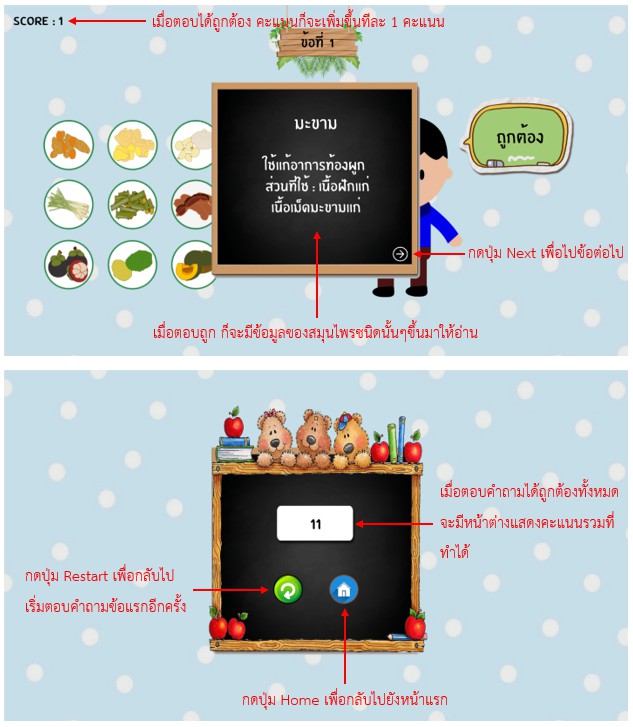 SCORE : 1
เมื่อตอบได้ถูกต้อง คะแนนก็จะเพิ่มขึ้นทีละ 1 คะแนน
ข้อที่ 1
มะขาม
ใช้แก้อาการท้องผูก
ส่วนที่ใช้ : เนื้อฝักแก่
เนื้อเม็ดมะขามแก่
ถูกต้อง
กดปุ่ม Next เพื่อไปข้อต่อไป
เมื่อตอบถูก ก็จะมีข้อมูลของสมุนไพรชนิดนั้นๆขึ้นมาให้อ่าน
เมื่อตอบคำถามได้ถูกต้องทั้งหมด
จะมีหน้าต่างแสดงคะแนนรวมที่
ทำได้
11
กดปุ่ม Restart เพื่อกลับไป
เริ่มตอบคำถามข้อแรกอีกครั้ง
กดปุ่ม Home เพื่อกลับไปยังหน้าแรก